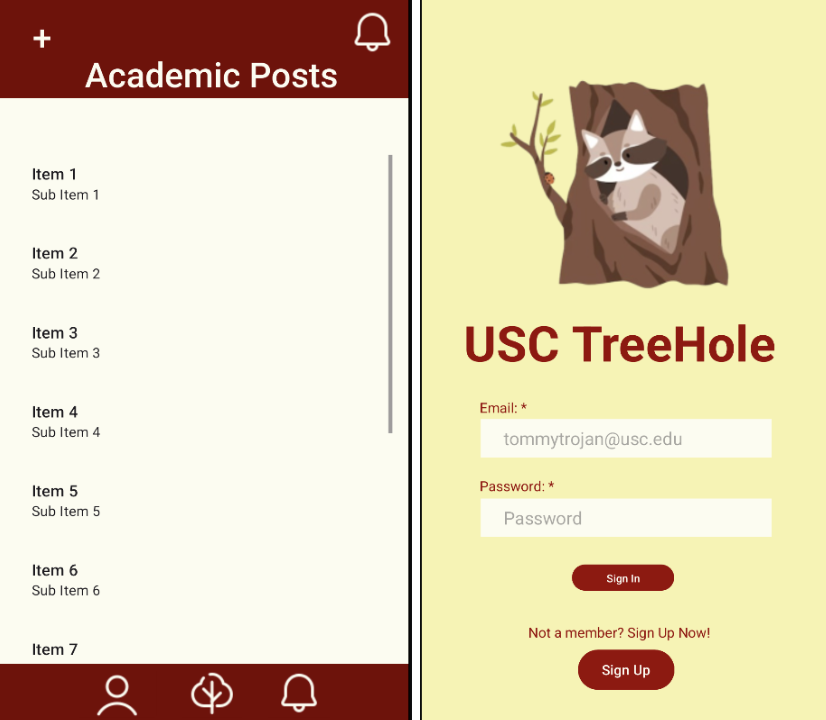 +
Academic Posts
Item 1
Sub Item 1
Item 2
Sub Item 2
Item 3
Sub Item 3
Item 4
Sub Item 4
Item 5
Sub Item 5
Item 6
Sub Item 6
Item 7
USC TreeHole
Email: *
tommytrojan@usc.edu
Password: *
Password
Sign In
Not a member? Sign Up Now!
Sign Up